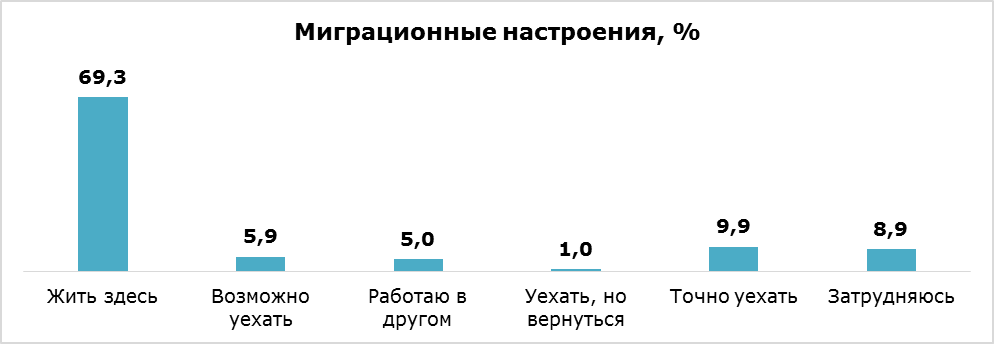 Миграционные настроения, %
69,3
5,9
5,0
1,0
9,9
8,9
Жить здесь
Возможно
уехать
Работаю в
другом
Уехать, но
вернуться
Точно уехать
Затрудняюсь